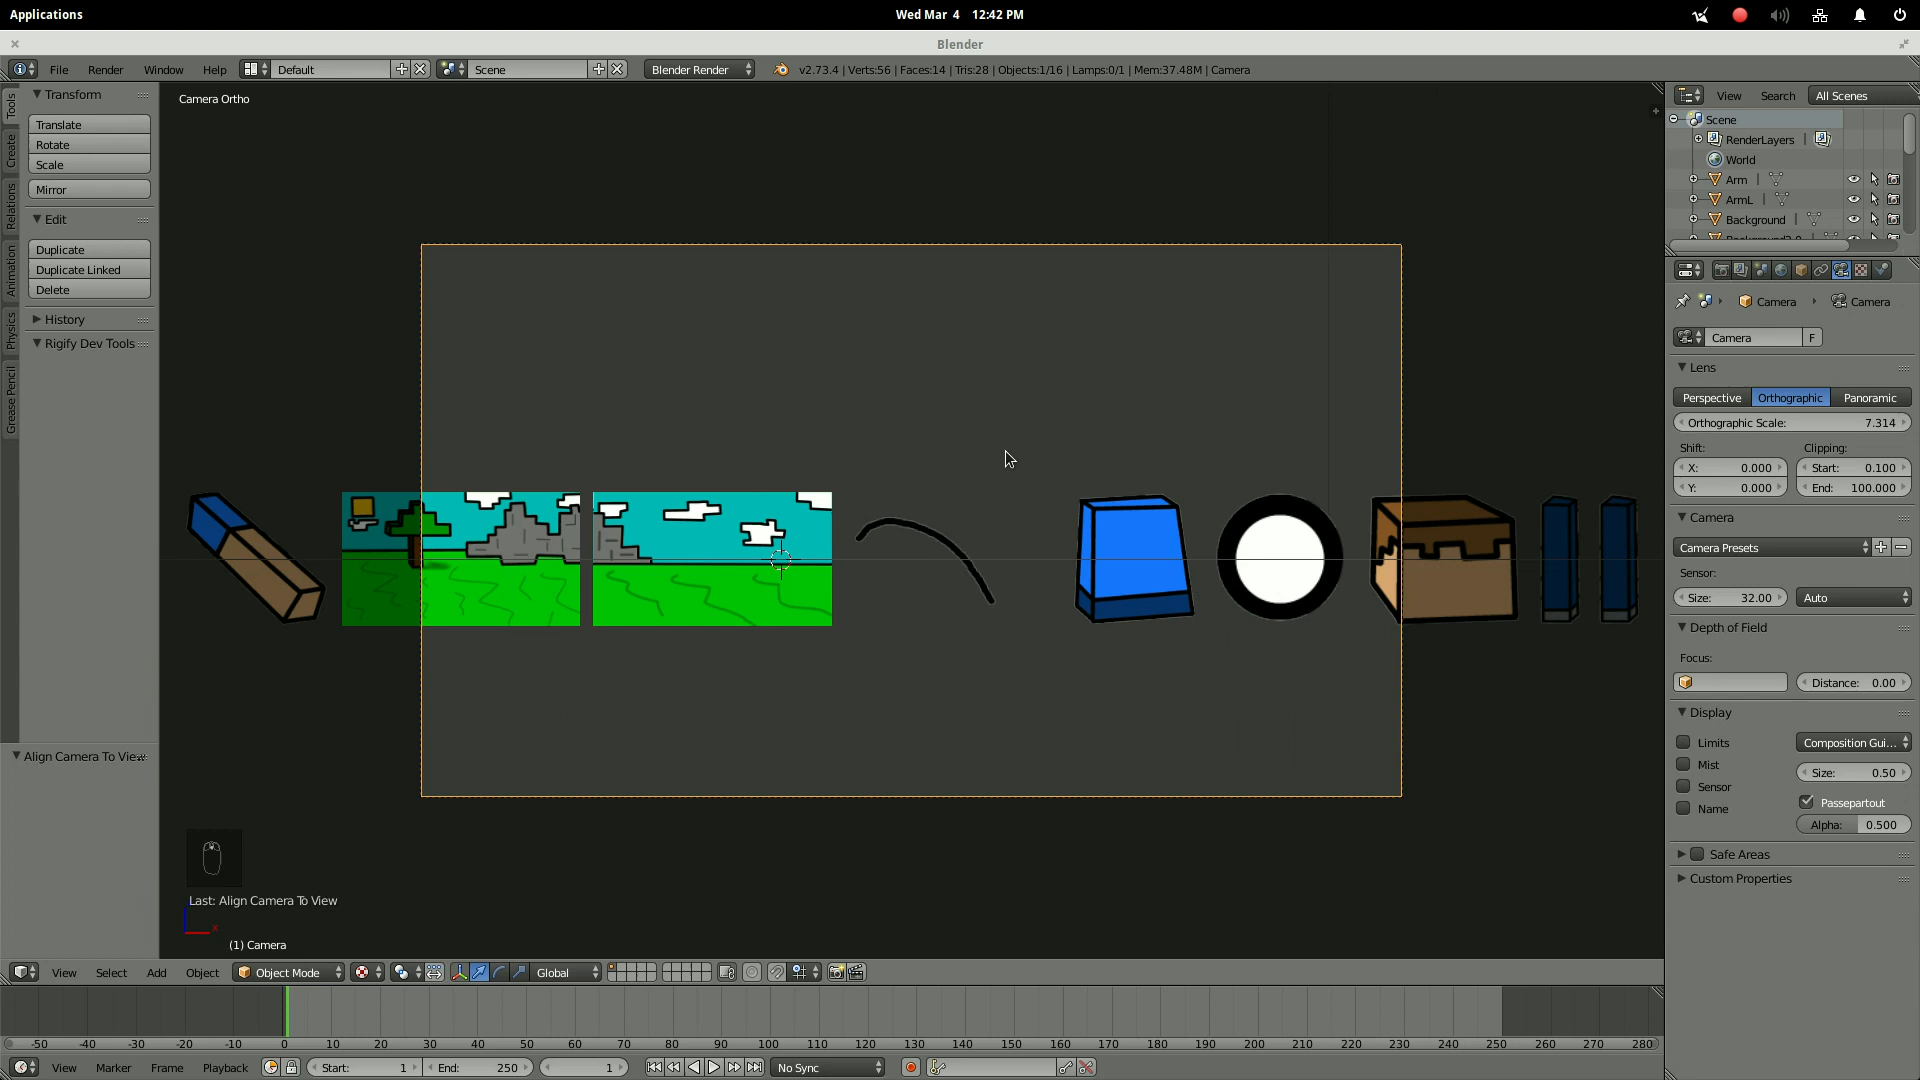 Applications
Wed Mar 4 12:42 PM
Blender
File Render Window Help Default Scene Blender Render v2.73.4 | Verts:56 | Faces:14 | Tris:28 | Objects:1/16 | Lamps:0/1 | Mem:37.48M | Camera
Tools
Create
Relations
Animation
Physics
Grease Pencil
Transform
Translate
Rotate
Scale
Mirror
Edit
Duplicate
Duplicate Linked
Delete
History
Rigify Dev Tools
Align Camera To View
Camera Ortho
Last: Align Camera To View
x
(1) Camera
View Select Add Object Object Mode Global
-50 -40 -30 -20 -10 0 10 20 30 40 50 60 70 80 90 100 110 120 130 140 150 160 170 180 190 200 210 220 230 240 250 260 270 280
View Marker Frame Playback Start: 1 End: 250 1 No Sync
View Search All Scenes
Scene
RenderLayers |
World
Arm |
ArmL |
Background |
Camera Camera
Camera F
Lens
Perspective Orthographic Panoramic
Orthographic Scale: 7.314
Shift: Clipping:
X: 0.000 Start: 0.100
Y: 0.000 End: 100.000
Camera
Camera Presets
Sensor:
Size: 32.00 Auto
Depth of Field
Focus:
Distance: 0.00
Display
Limits Composition Gui...
Mist Size: 0.50
Sensor Passepartout
Name Alpha: 0.500
Safe Areas
Custom Properties